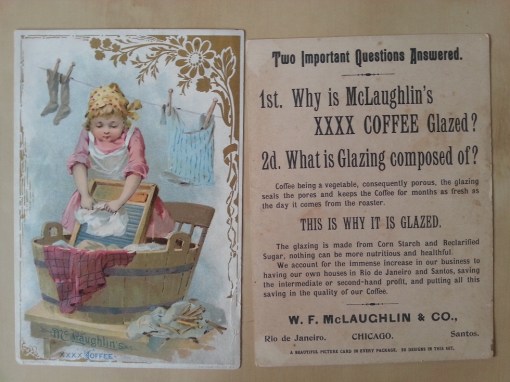 McLaughlin's
XXXX COFFEE
Two Important Questions Answered.
1st. Why is McLaughlin's
XXXX COFFEE Glazed?
2d. What is Glazing composed of?
Coffee being a vegetable, consequently porous, the glazing
seals the pores and keeps the Coffee for months as fresh as
the day it comes from the roaster.
THIS IS WHY IT IS GLAZED.
The glazing is made from Corn Starch and Reclarified
Sugar, nothing can be more nutritious and healthful.
We account for the immense increase in our business to
having our own houses in Rio de Janeiro and Santos, saving
the intermediate or second-hand profit, and putting all this
saving in the quality of our Coffee.
W. F. McLAUGHLIN & CO.,
Rio de Janeiro. CHICAGO. Santos.
A BEAUTIFUL PICTURE CARD IN EVERY PACKAGE. DESIGNS IN THIS SET.